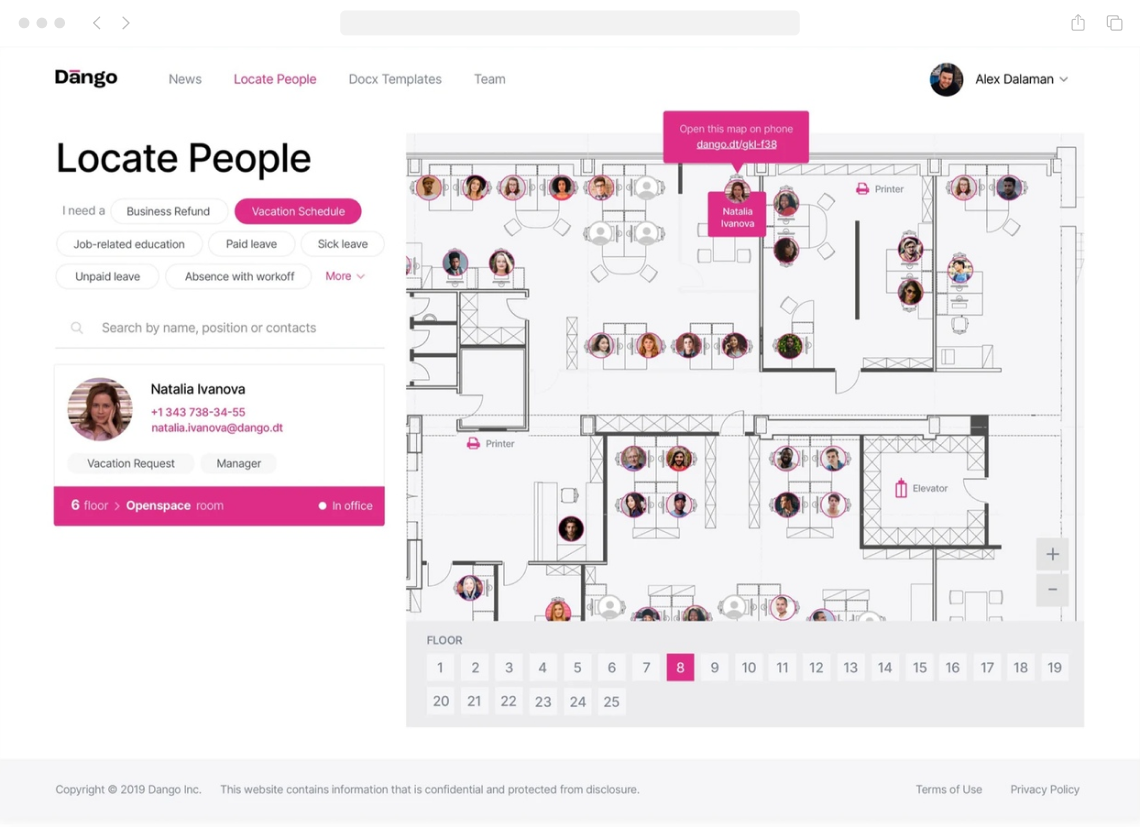 Dāngo
News
Locate People
Docx Templates
Team
Alex Dalaman
Locate People
I need a
Business Refund
Vacation Schedule
Job-related education
Paid leave
Sick leave
Unpaid leave
Absence with workoff
More
Search by name, position or contacts
Natalia Ivanova
+1 343 738-34-55
natalia.ivanova@dango.dt
Vacation Request
Manager
6 floor > Openspace room
In office
Open this map on phone
dango.dt/gkl-f38
Natalia
Ivanova
Printer
Printer
Elevator
+
−
FLOOR
1 2 3 4 5 6 7 8 9 10 11 12 13 14 15 16 17 18 19
20 21 22 23 24 25
Copyright © 2019 Dango Inc.
This website contains information that is confidential and protected from disclosure.
Terms of Use
Privacy Policy